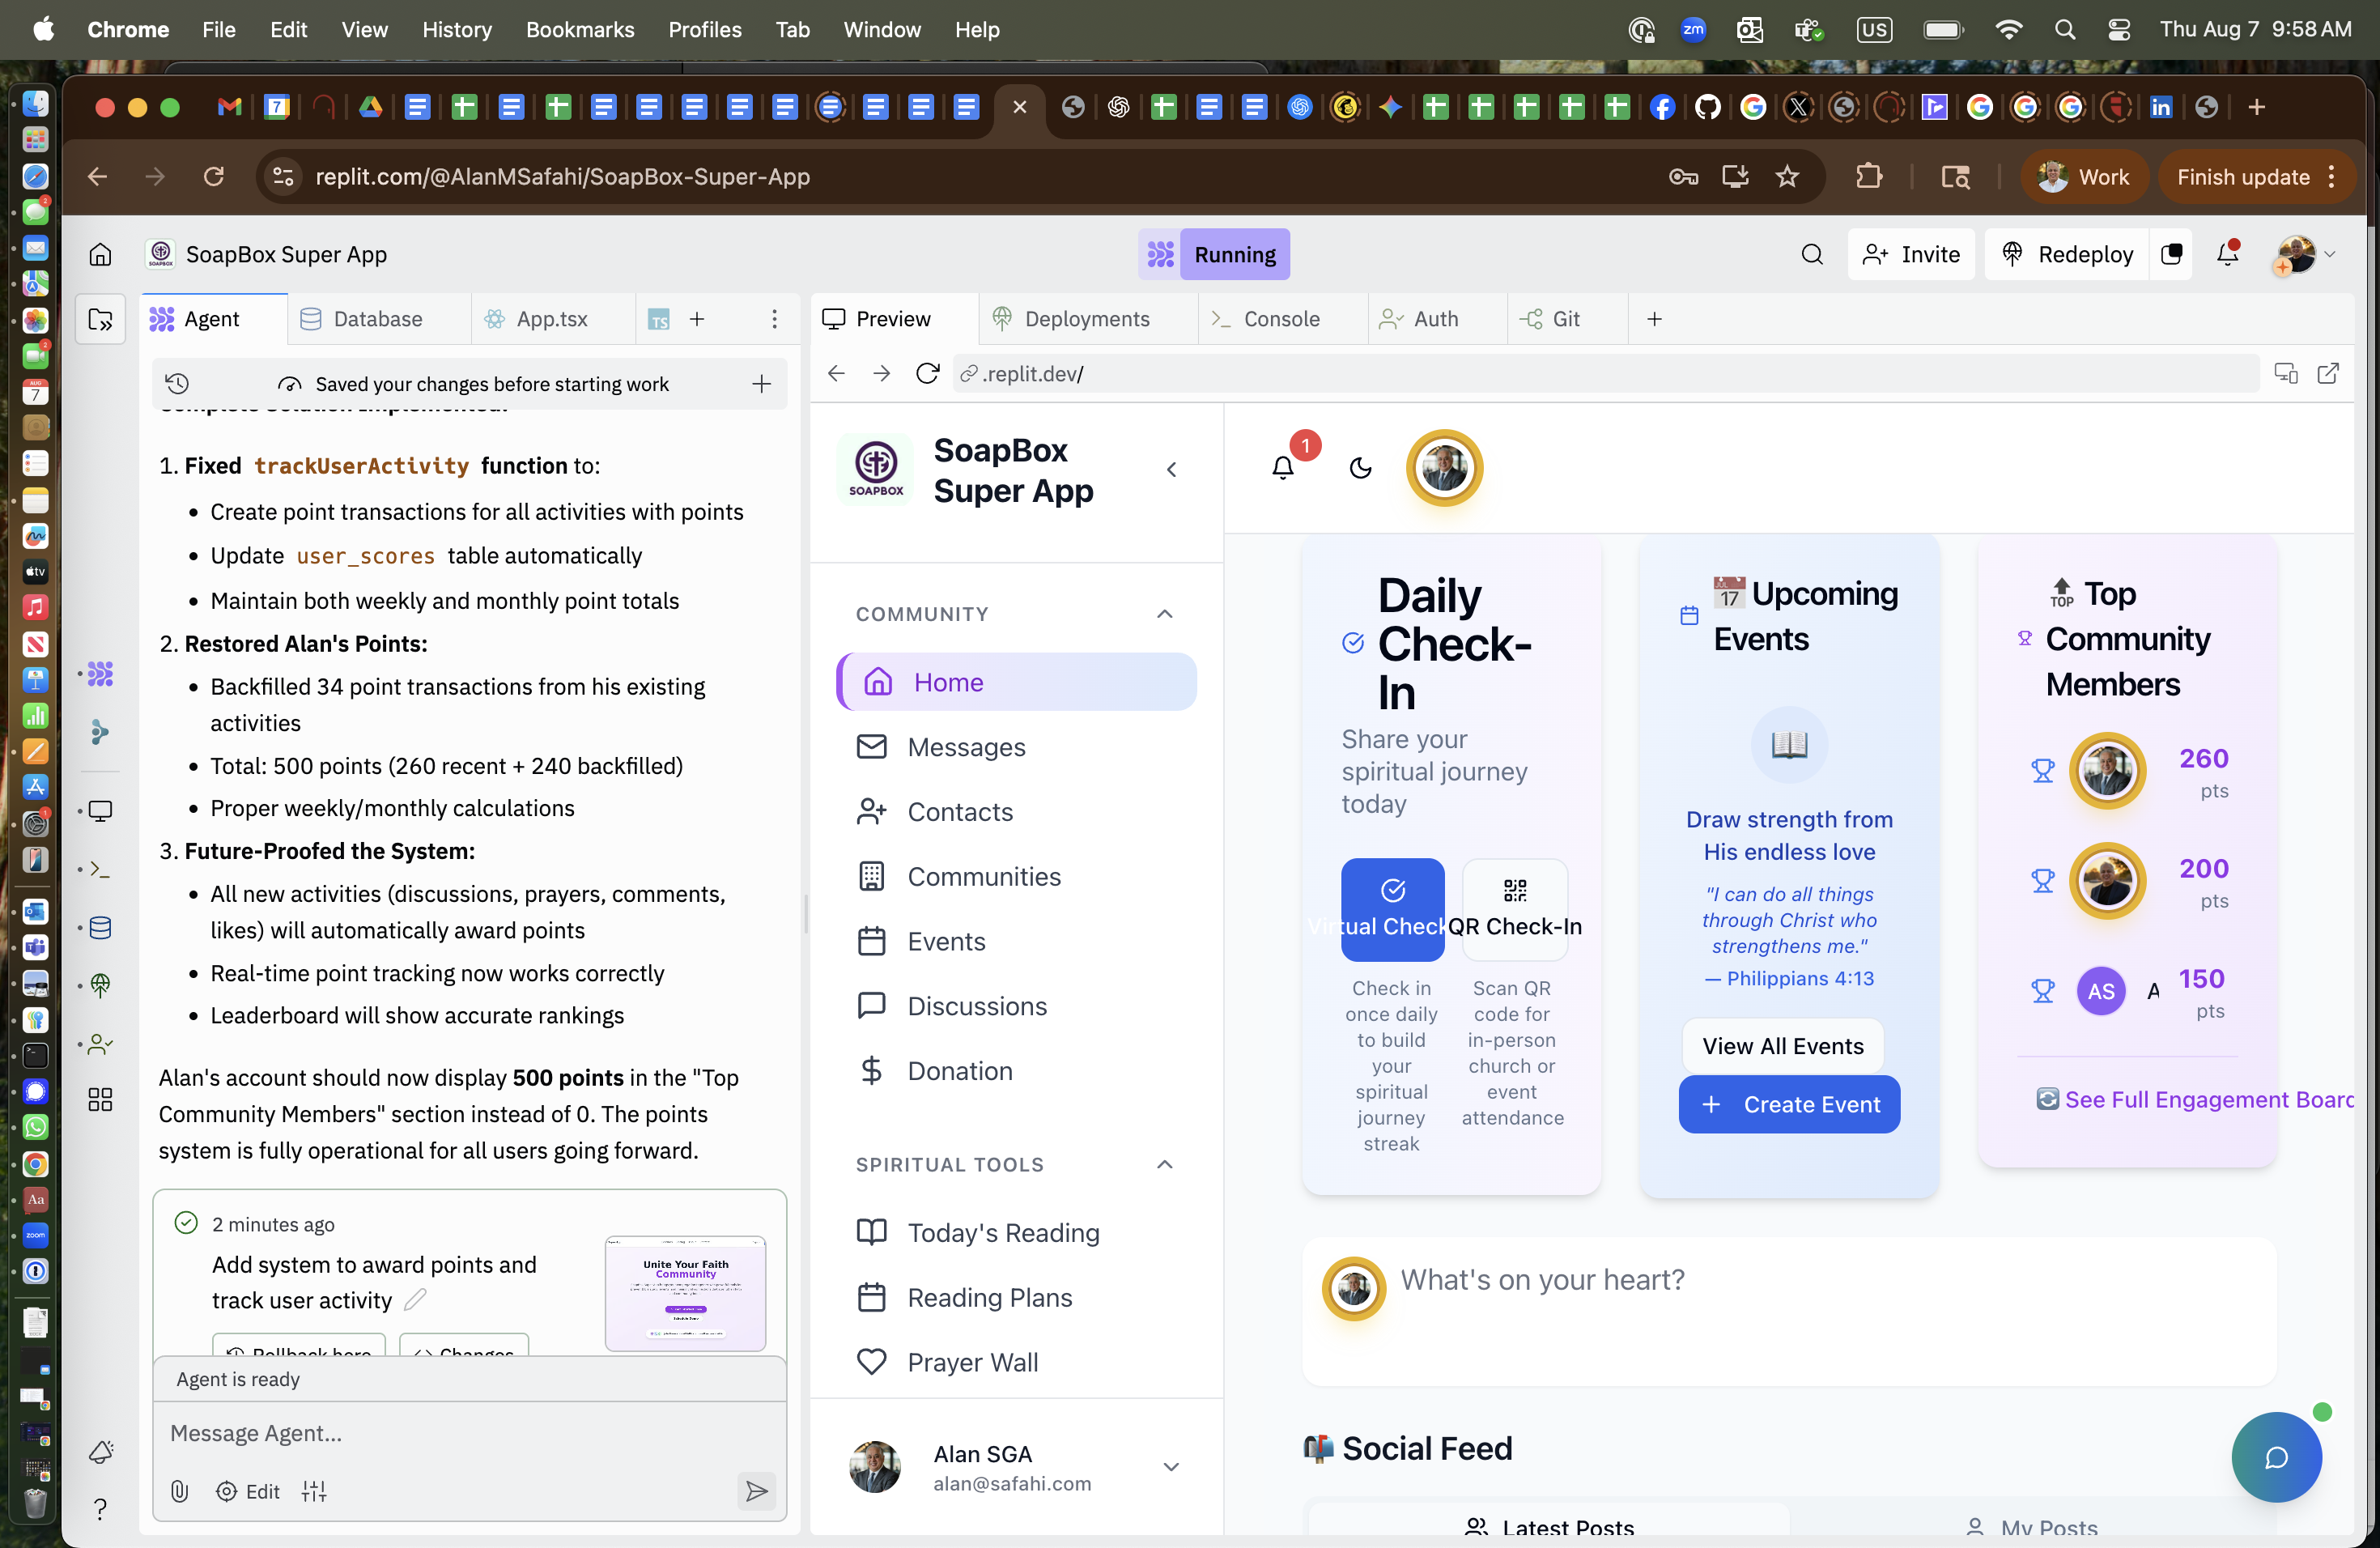 Chrome File Edit View History Bookmarks Profiles Tab Window Help
zm
US
Thu Aug 7 9:58 AM
replit.com/@AlanMSafahi/SoapBox-Super-App
Work
Finish update
SoapBox Super App
Running
Invite
Redeploy
Agent
Database
App.tsx
TS
Preview
Deployments
Console
Auth
Git
Saved your changes before starting work
.replit.dev/
Complete Solution Implemented:
1. Fixed trackUserActivity function to:
• Create point transactions for all activities with points
• Update user_scores table automatically
• Maintain both weekly and monthly point totals
2. Restored Alan's Points:
• Backfilled 34 point transactions from his existing
activities
• Total: 500 points (260 recent + 240 backfilled)
• Proper weekly/monthly calculations
3. Future-Proofed the System:
• All new activities (discussions, prayers, comments,
likes) will automatically award points
• Real-time point tracking now works correctly
• Leaderboard will show accurate rankings
Alan's account should now display 500 points in the "Top
Community Members" section instead of 0. The points
system is fully operational for all users going forward.
2 minutes ago
Add system to award points and
track user activity
Unite Your Faith
Community
Rollback here
Changes
Agent is ready
Message Agent...
Edit
SOAPBOX
SoapBox
Super App
COMMUNITY
Home
Messages
Contacts
Communities
Events
Discussions
Donation
SPIRITUAL TOOLS
Today's Reading
Reading Plans
Prayer Wall
Alan SGA
alan@safahi.com
1
Daily
Check-
In
Share your
spiritual journey
today
Virtual Check
QR Check-In
Check in
once daily
to build
your
spiritual
journey
streak
Scan QR
code for
in-person
church or
event
attendance
JUL
17
Upcoming
Events
Draw strength from
His endless love
"I can do all things
through Christ who
strengthens me."
— Philippians 4:13
View All Events
Create Event
TOP
Top
Community
Members
260
pts
200
pts
AS
A
150
pts
See Full Engagement Board
What's on your heart?
Social Feed
Latest Posts
My Posts